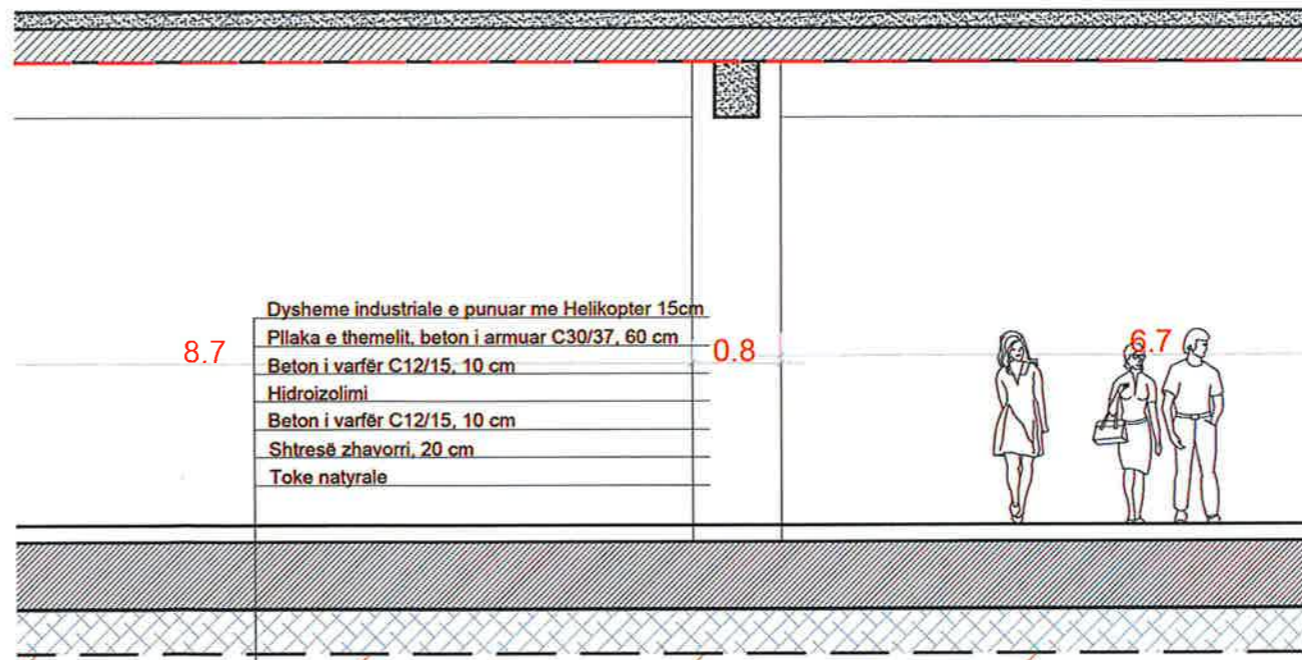 Dysheme industriale e punuar me Helikopter 15cm
Pllaka e themelit, beton i armuar C30/37, 60 cm
8.7
0.8
6.7
Beton i varfër C12/15, 10 cm
Hidroizolimi
Beton i varfër C12/15, 10 cm
Shtresë zhavorri, 20 cm
Toke natyrale